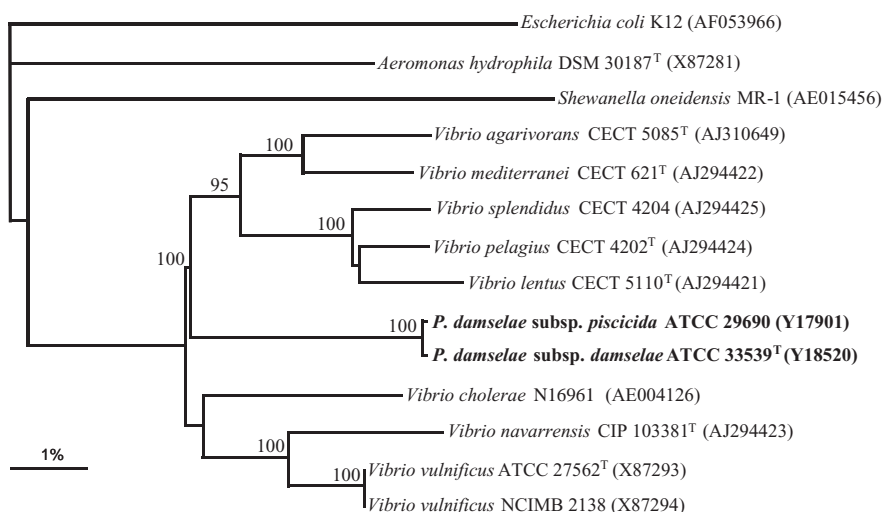 Escherichia coli K12 (AF053966)
Aeromonas hydrophila DSM 30187T (X87281)
Shewanella oneidensis MR-1 (AE015456)
100 Vibrio agarivorans CECT 5085T (AJ310649)
Vibrio mediterranei CECT 621T (AJ294422)
95
100 Vibrio splendidus CECT 4204 (AJ294425)
Vibrio pelagius CECT 4202T (AJ294424)
100
Vibrio lentus CECT 5110T (AJ294421)
100 P. damselae subsp. piscicida ATCC 29690 (Y17901)
P. damselae subsp. damselae ATCC 33539T (Y18520)
Vibrio cholerae N16961 (AE004126)
Vibrio navarrensis CIP 103381T (AJ294423)
100
1%
100 Vibrio vulnificus ATCC 27562T (X87293)
Vibrio vulnificus NCIMB 2138 (X87294)